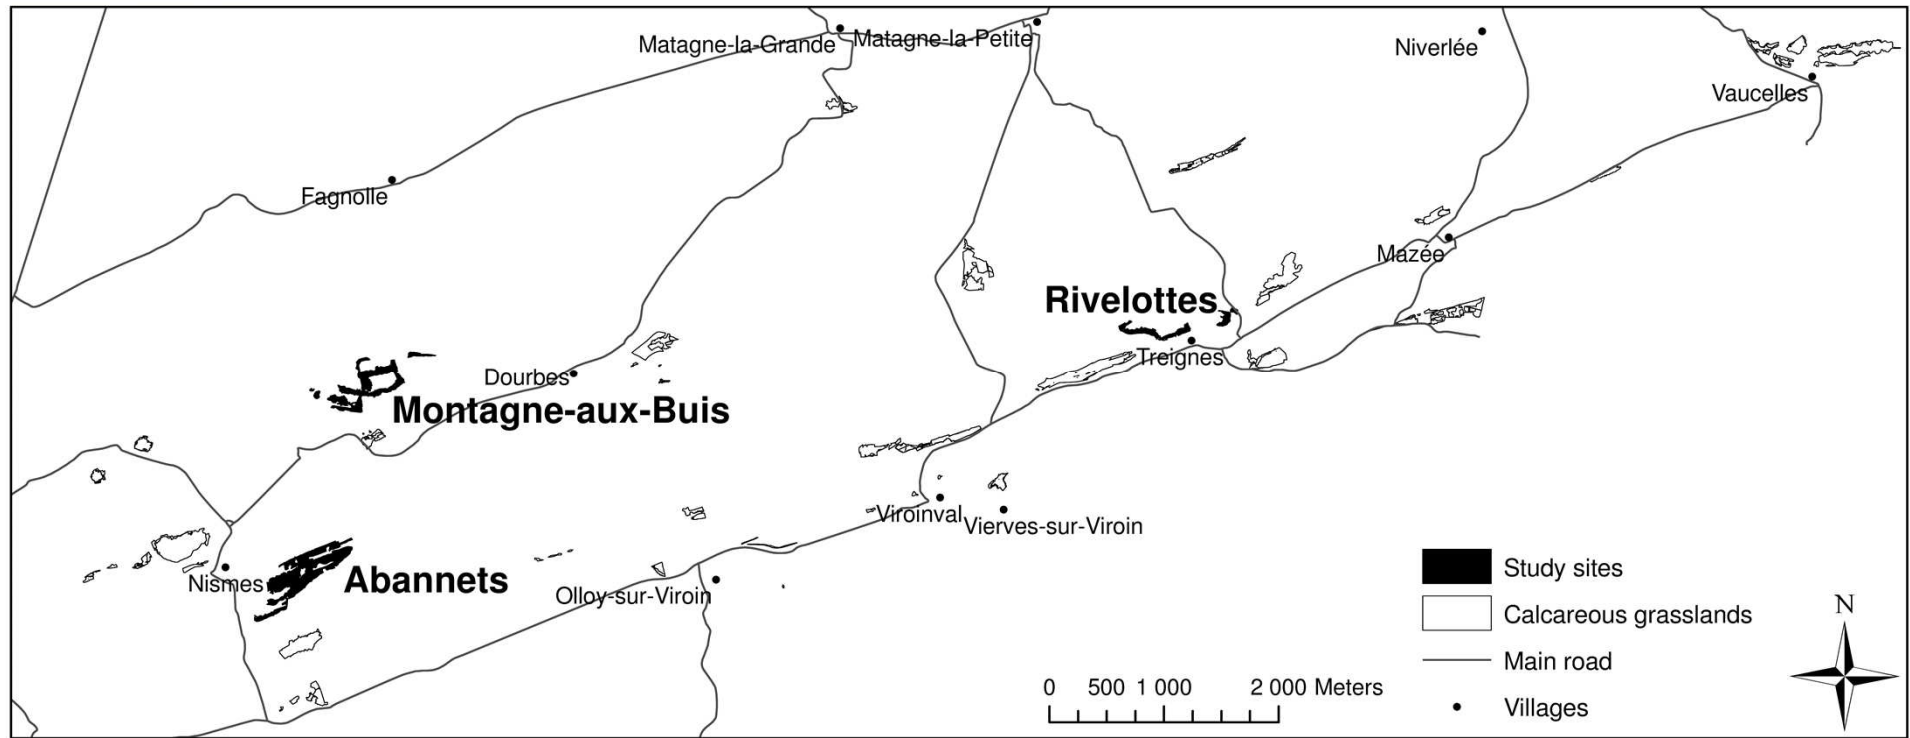 Matagne-la-Grande
Matagne-la-Petite
Niverlée
Vaucelles
Fagnolle
Mazée
Rivelottes
Treignes
Dourbes
Montagne-aux-Buis
Viroinval
Vierves-sur-Viroin
Nismes
Abannets
Olloy-sur-Viroin
Study sites
Calcareous grasslands
Main road
Villages
N
0 500 1 000 2 000 Meters